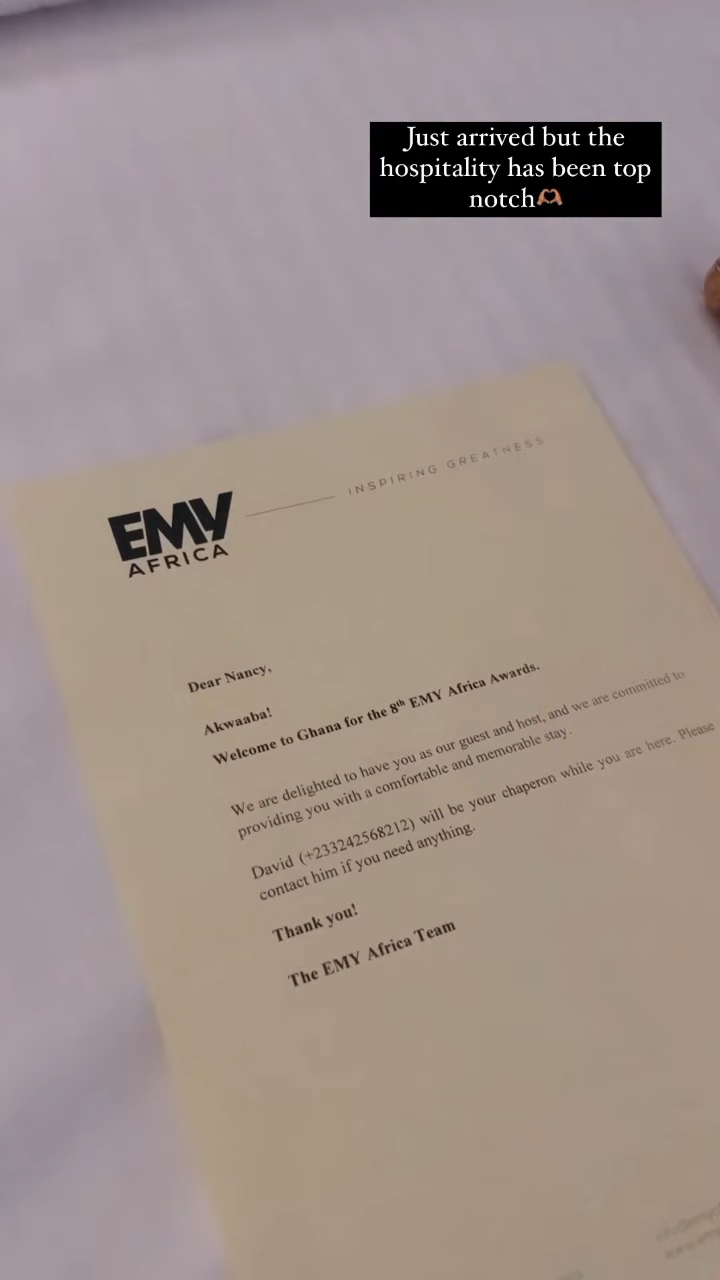 Just arrived but the
hospitality has been top
notch🫶🏽
INSPIRING GREATNESS
EMY
AFRICA
Dear Nancy,
Akwaaba!
Welcome to Ghana for the 8th EMY Africa Awards.
We are delighted to have you as our guest and host, and we are committed to
providing you with a comfortable and memorable stay.
David (+233242568212) will be your chaperon while you are here. Please
contact him if you need anything.
Thank you!
The EMY Africa Team